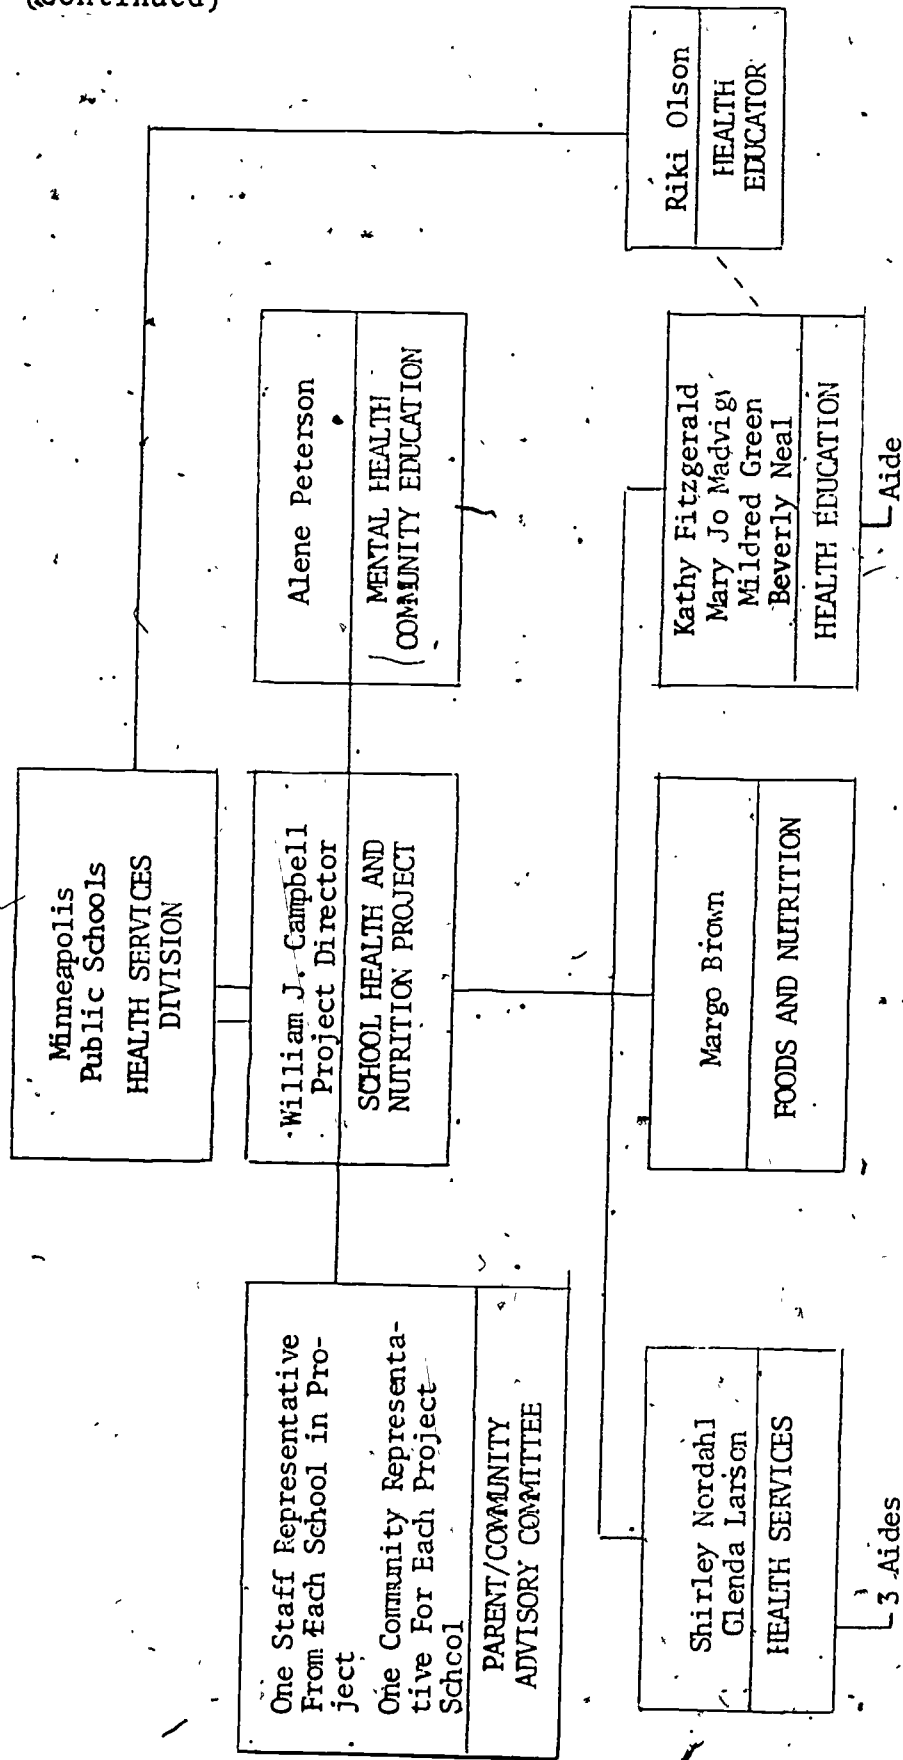 (Continued)
Minneapolis
Public Schools
HEALTH SERVICES
DIVISION
One Staff Representative
From Each School in Pro-
ject
One Community Representa-
tive For Each Project
School
PARENT/COMMUNITY
ADVISORY COMMITTEE
William J. Campbell
Project Director
SCHOOL HEALTH AND
NUTRITION PROJECT
Alene Peterson
MENTAL HEALTH
COMMUNITY EDUCATION
Shirley Nordahl
Glenda Larson
HEALTH SERVICES
3 Aides
Margo Brown
FOODS AND NUTRITION
Kathy Fitzgerald
Mary Jo Madvig
Mildred Green
Beverly Neal
HEALTH EDUCATION
Aide
Riki Olson
HEALTH
EDUCATOR